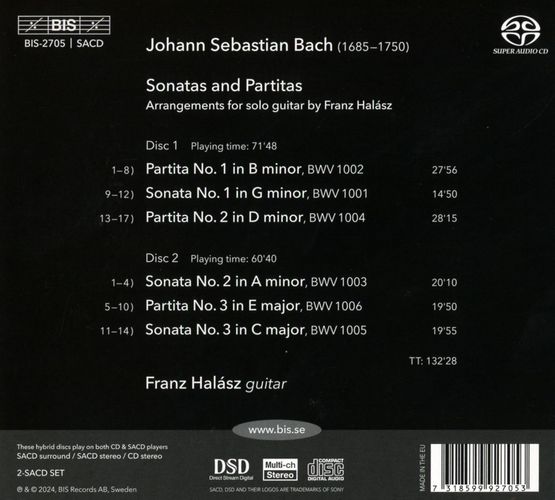 BIS
BIS-2705 | SACD
Johann Sebastian Bach (1685–1750)
SUPER AUDIO CD
Sonatas and Partitas
Arrangements for solo guitar by Franz Halász
Disc 1 Playing time: 71'48
1–8) Partita No. 1 in B minor, BWV 1002 27'56
9–12) Sonata No. 1 in G minor, BWV 1001 14'50
13–17) Partita No. 2 in D minor, BWV 1004 28'15
Disc 2 Playing time: 60'40
1–4) Sonata No. 2 in A minor, BWV 1003 20'10
5–10) Partita No. 3 in E major, BWV 1006 19'50
11–14) Sonata No. 3 in C major, BWV 1005 19'55
TT: 132'28
Franz Halász guitar
www.bis.se
These hybrid discs play on both CD & SACD players
SACD surround / SACD stereo / CD stereo
2-SACD SET
℗ & © 2024, BIS Records AB, Sweden
DSD
Direct Stream Digital
Multi-ch
Stereo
COMPACT
disc
DIGITAL AUDIO
SACD, DSD AND THEIR LOGOS ARE TRADEMARKS OF SONY
MADE IN THE EU
7 318599 927053